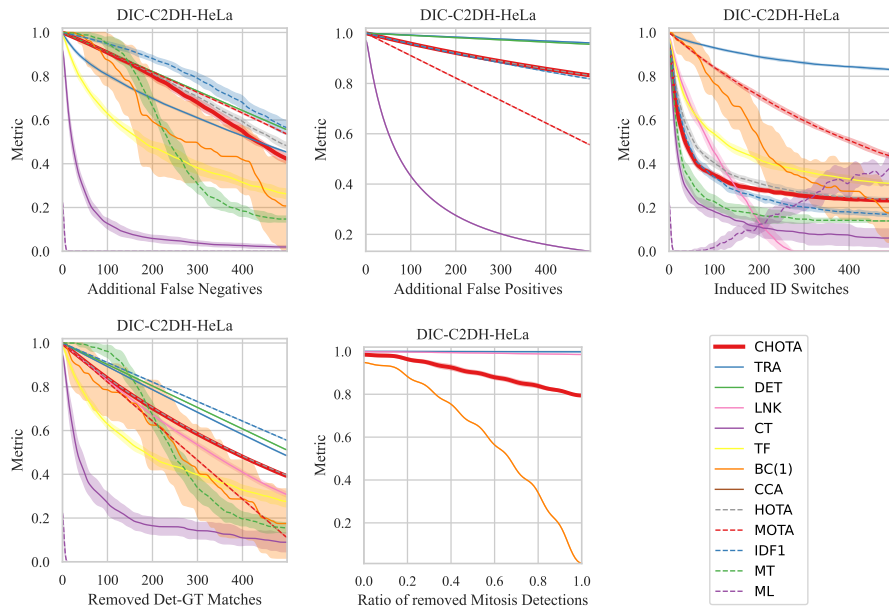 DIC-C2DH-HeLa
DIC-C2DH-HeLa
DIC-C2DH-HeLa
1.0
0.8
0.6
0.4
0.2
0.0
Metric
0
100
200
300
400
Additional False Negatives
1.0
0.8
0.6
0.4
0.2
Metric
0
100
200
300
400
Additional False Positives
1.0
0.8
0.6
0.4
0.2
0.0
Metric
0
100
200
300
400
Induced ID Switches
DIC-C2DH-HeLa
1.0
0.8
0.6
0.4
0.2
0.0
Metric
0
100
200
300
400
Removed Det-GT Matches
DIC-C2DH-HeLa
1.0
0.8
0.6
0.4
0.2
Metric
0.0
0.2
0.4
0.6
0.8
1.0
Ratio of removed Mitosis Detections
CHOTA
TRA
DET
LNK
CT
TF
BC(1)
CCA
HOTA
MOTA
IDF1
MT
ML